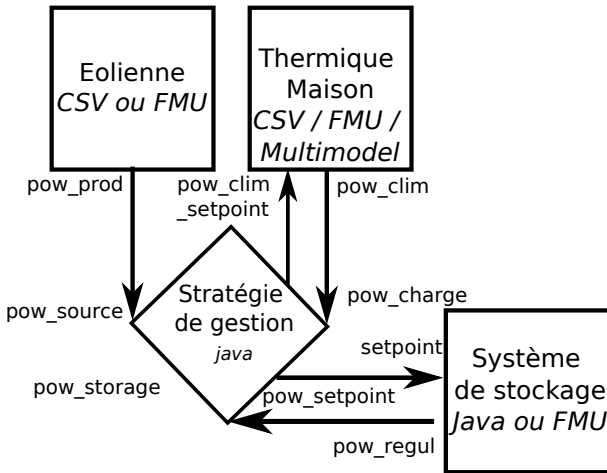 Eolienne
CSV ou FMU
Thermique
Maison
CSV / FMU /
Multimodel
pow_prod
pow_clim
_setpoint
pow_clim
pow_source
Stratégie
de gestion
java
pow_charge
setpoint
pow_storage
pow_setpoint
pow_regul
Système
de stockage
Java ou FMU